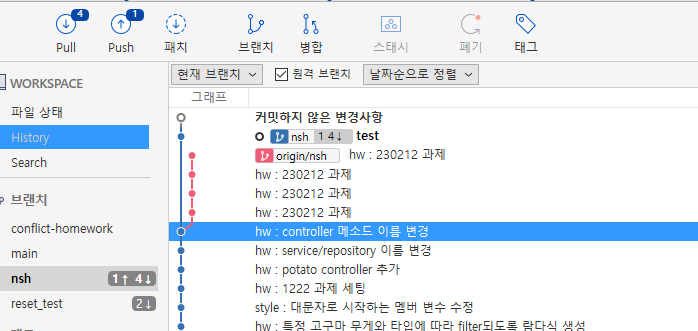 4 1
Pull Push 패치 브랜치 병합 스태시 폐기 태그
WORKSPACE
파일 상태
History
Search
브랜치
conflict-homework
main
nsh 1↑ 4↓
reset_test 2↓
현재 브랜치 원격 브랜치 날짜순으로 정렬
그래프
커밋하지 않은 변경사항
nsh 1 4↓ test
origin/nsh hw : 230212 과제
hw : 230212 과제
hw : 230212 과제
hw : 230212 과제
hw : controller 메소드 이름 변경
hw : service/repository 이름 변경
hw : potato controller 추가
hw : 1222 과제 세팅
style : 대문자로 시작하는 멤버 변수 수정
hw : 특정 고구마 무게와 타입에 따라 filter되도록 람다식 생성